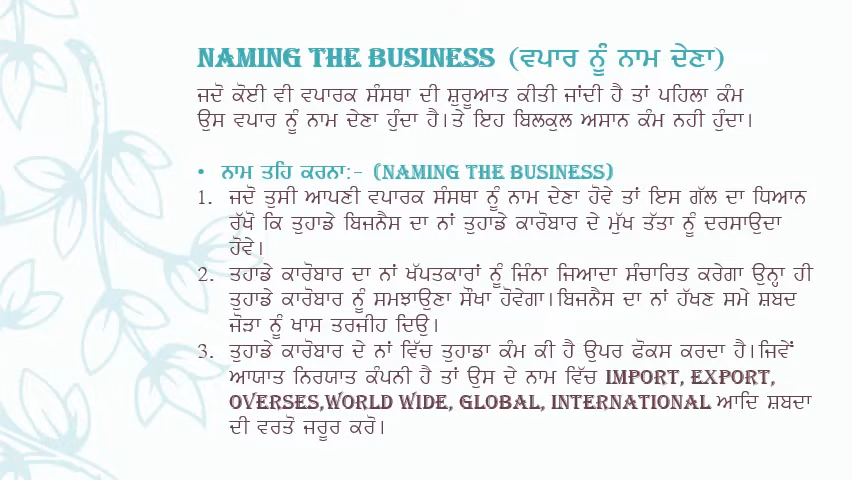 NAMING THE BUSINESS (ਵਪਾਰ ਨੂੰ ਨਾਮ ਦੇਣਾ)
ਜਦੋ ਕੋਈ ਵੀ ਵਪਾਰਕ ਸੰਸਥਾ ਦੀ ਸ਼ੁਰੂਆਤ ਕੀਤੀ ਜਾਂਦੀ ਹੈ ਤਾਂ ਪਹਿਲਾ ਕੰਮ
ਉਸ ਵਪਾਰ ਨੂੰ ਨਾਮ ਦੇਣਾ ਹੁੰਦਾ ਹੈ। ਤੇ ਇਹ ਬਿਲਕੁਲ ਅਸਾਨ ਕੰਮ ਨਹੀ ਹੁੰਦਾ।
• ਨਾਮ ਤਹਿ ਕਰਨਾ:- (NAMING THE BUSINESS)
1. ਜਦੋ ਤੁਸੀ ਆਪਣੀ ਵਪਾਰਕ ਸੰਸਥਾ ਨੂੰ ਨਾਮ ਦੇਣਾ ਹੋਵੇ ਤਾਂ ਇਸ ਗੱਲ ਦਾ ਧਿਆਨ
ਰੱਖੋ ਕਿ ਤੁਹਾਡੇ ਬਿਜਨੈਸ ਦਾ ਨਾਂ ਤੁਹਾਡੇ ਕਾਰੋਬਾਰ ਦੇ ਮੁੱਖ ਤੱਤਾ ਨੂੰ ਦਰਸਾਉਦਾ
ਹੋਵੇ।
2. ਤਹਾਡੇ ਕਾਰੋਬਾਰ ਦਾ ਨਾਂ ਖੱਪਤਕਾਰਾਂ ਨੂੰ ਜਿੰਨਾ ਜਿਆਦਾ ਸੰਚਾਰਿਤ ਕਰੇਗਾ ਉਨ੍ਹਾ ਹੀ
ਤੁਹਾਡੇ ਕਾਰੋਬਾਰ ਨੂੰ ਸਮਝਾਉਣਾ ਸੌਖਾ ਹੋਵੇਗਾ। ਬਿਜਨੈਸ ਦਾ ਨਾਂ ਹੱਖਣ ਸਮੇ ਸ਼ਬਦ
ਜੋੜਾ ਨੂੰ ਖਾਸ ਤਰਜੀਹ ਦਿਉ।
3. ਤੁਹਾਡੇ ਕਾਰੋਬਾਰ ਦੇ ਨਾਂ ਵਿੱਚ ਤੁਹਾਡਾ ਕੰਮ ਕੀ ਹੈ ਉਪਰ ਫੋਕਸ ਕਰਦਾ ਹੈ। ਜਿਵੇਂ
ਆਯਾਤ ਨਿਰਯਾਤ ਕੰਪਨੀ ਹੈ ਤਾਂ ਉਸ ਦੇ ਨਾਮ ਵਿੱਚ IMPORT, EXPORT,
OVERSES,WORLD WIDE, GLOBAL, INTERNATIONAL ਆਦਿ ਸ਼ਬਦਾ
ਦੀ ਵਰਤੋ ਜਰੂਰ ਕਰੋ।